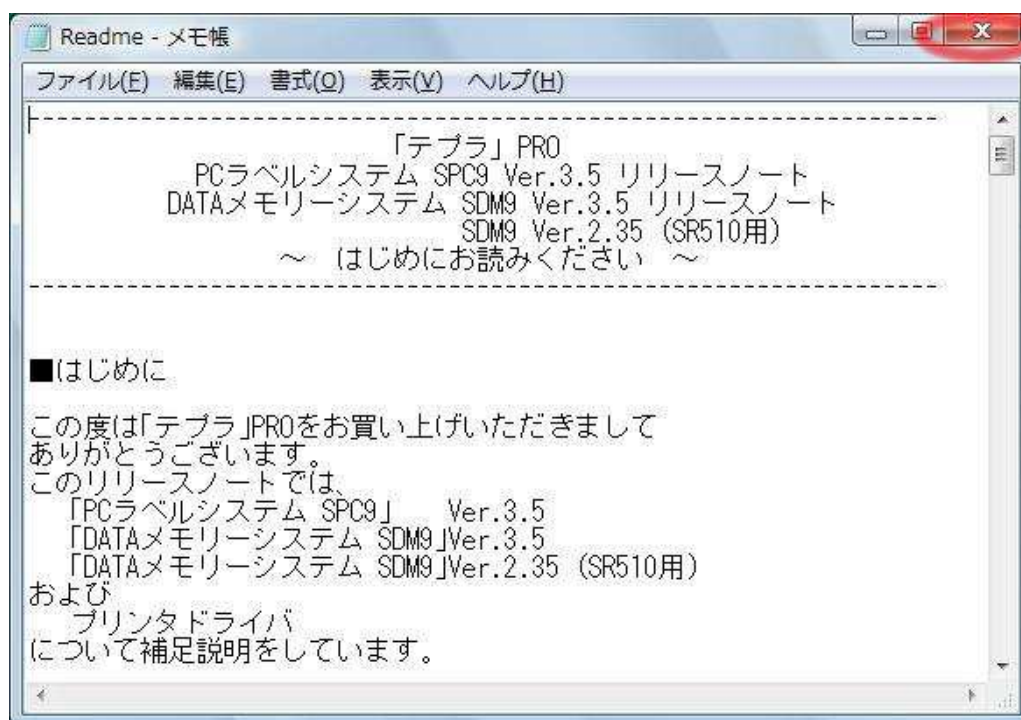 Readme - メモ帳
ファイル(F) 編集(E) 書式(O) 表示(V) ヘルプ(H)
------------------------------------------------------------------
「テプラ」PRO
PCラベルシステム SPC9 Ver.3.5 リリースノート
DATAメモリーシステム SDM9 Ver.3.5 リリースノート
SDM9 Ver.2.35 (SR510用)
～ はじめにお読みください ～
------------------------------------------------------------------
■はじめに
この度は「テプラ」PROをお買い上げいただきまして
ありがとうございます。
このリリースノートでは、
「PCラベルシステム SPC9」 Ver.3.5
「DATAメモリーシステム SDM9」Ver.3.5
「DATAメモリーシステム SDM9」Ver.2.35 (SR510用)
および
プリンタドライバ
について補足説明をしています。